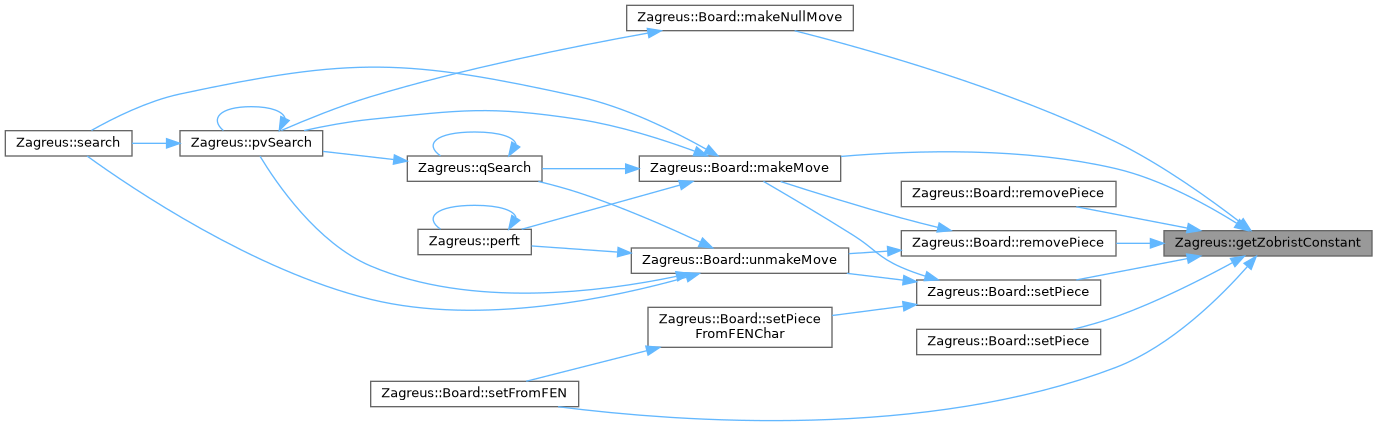 Zagreus::Board::makeNullMove
Zagreus::search
Zagreus::pvSearch
Zagreus::qSearch
Zagreus::Board::makeMove
Zagreus::Board::removePiece
Zagreus::perft
Zagreus::Board::removePiece
Zagreus::getZobristConstant
Zagreus::Board::unmakeMove
Zagreus::Board::setPiece
Zagreus::Board::setPiece
FromFENChar
Zagreus::Board::setPiece
Zagreus::Board::setFromFEN